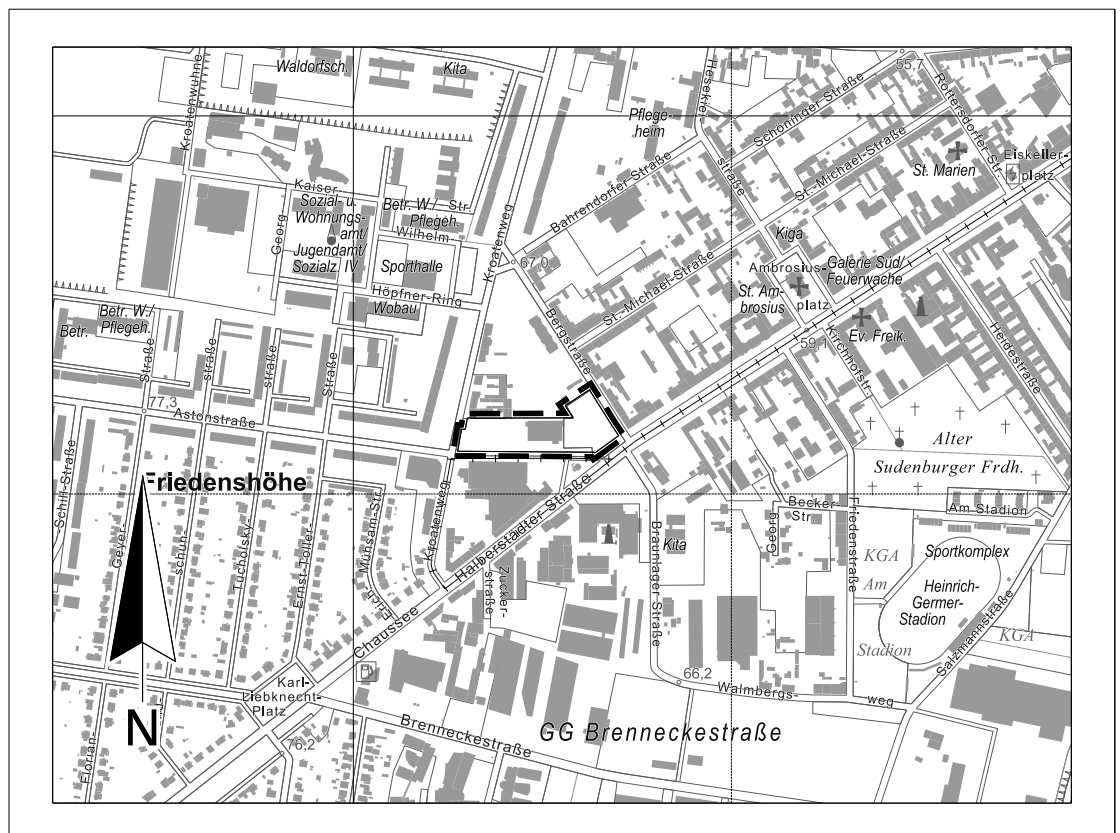 Waldorfsch.
Kita
Kroatenwuhne
Hesekiel-
straße
55,7
Rottersdorfer Str.
Schöninger Straße
Pflege-
heim
St.-Michael-Straße
St. Marien
Eiskeller-
platz
Bahrendorfer Straße
Kaiser-
Wilhelm-
Str.
Sozial- u.
Wohnungs-
amt/
Jugendamt/
Sozialz. IV
Betr. W./
Pflegeh.
Georg-
Höpfner-Ring
Sporthalle
Wobau
Kroatenweg
67,0
Kiga
Ambrosius-
platz
St. Am-
brosius
Galerie Süd/
Feuerwache
St.-Michael-Straße
Bergstraße
Ev. Freik.
59,1
Kirchhofstr.
Heidestraße
Betr. W./
Pflegeh.
Betr.
straße
straße
straße
77,3
Astonstraße
Alter
Sudenburger Frdh.
Am Stadion
Friedenshöhe
Schill-Straße
Geyer-
schuh-
Tucholsky-
Ernst-Toller-
Erich-
Mühsam-Str.
Kroatenweg
Halberstädter Straße
Zucker-
straße
Braunlager Straße
Kita
Georg-
Becker-
Str.
Friedenstraße
KGA
Am
Stadion
Sportkomplex
Heinrich-
Germer-
Stadion
Salzmannstraße
KGA
Chaussee
Karl-
Liebknecht-
Platz
66,2
Walmbergs-
weg
N
Florian-
76,2
Brenneckestraße
GG Brenneckestraße